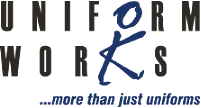 UNIFORM
WORKS
...more than just uniforms